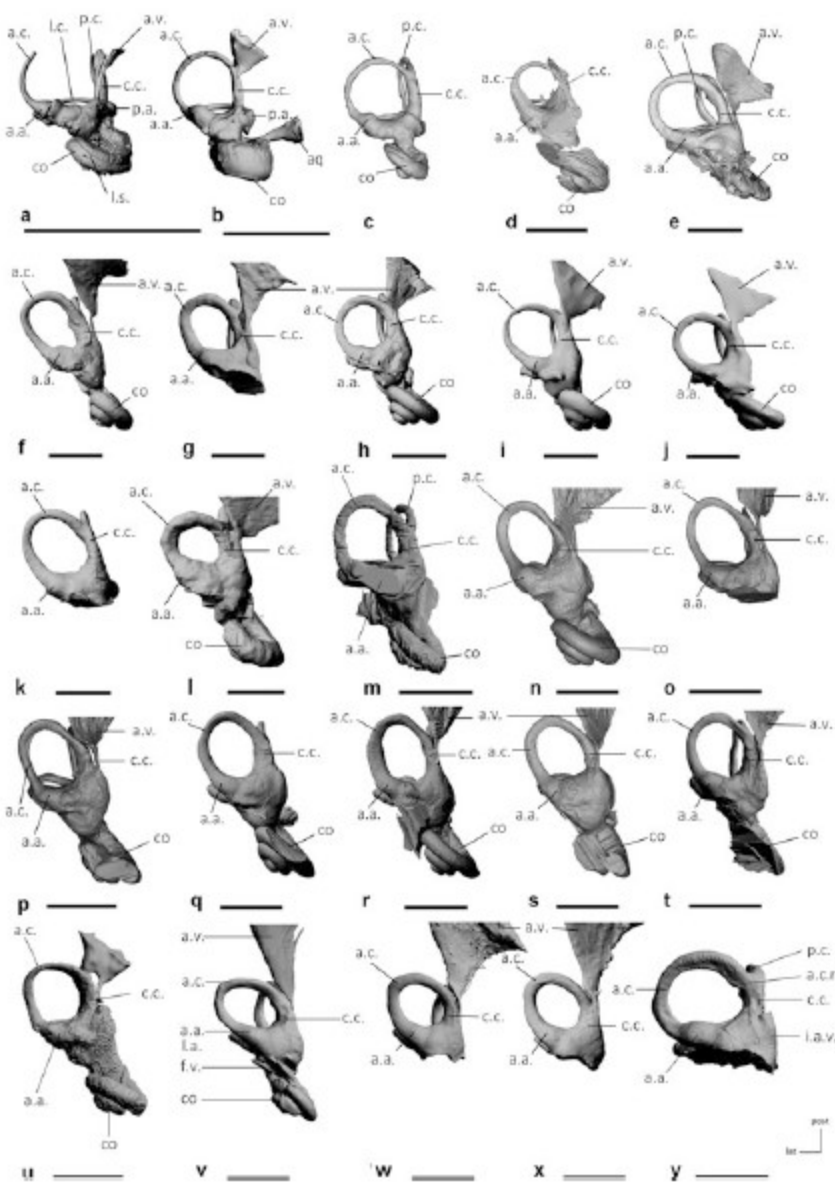 a.c. l.c. p.c. a.v. c.c. p.a. a.a. co l.s.
a.c. a.v. c.c. a.a. p.a. aq co
a.c. p.c. c.c. a.a. co
a.c. c.c. a.a. co
a.c. p.c. a.v. c.c. a.a. co
a b c d e
a.c. a.v. c.c. a.a. co
a.c. a.v. c.c. a.a.
a.c. c.c. a.a. co
a.c. a.v. c.c. a.a. co
a.c. a.v. c.c. a.a. co
f g h i j
a.c. c.c. a.a.
a.c. a.v. c.c. a.a. co
a.c. p.c. c.c. a.a. co
a.c. a.v. c.c. a.a. co
a.c. a.v. c.c. a.a.
k l m n o
a.v. c.c. a.c. a.a. co
a.c. c.c. a.a. co
a.c. a.v. c.c. a.a. co
a.c. c.c. a.a. co
a.c. a.v. c.c. a.a. co
p q r s t
a.c. c.c. a.a. co
a.v. a.c. c.c. a.a. l.a. f.v. co
a.c. a.v. c.c. a.a.
a.c. c.c. a.a.
a.c. p.c. c.c. i.a.v. a.a.
post
lat
u v w x y